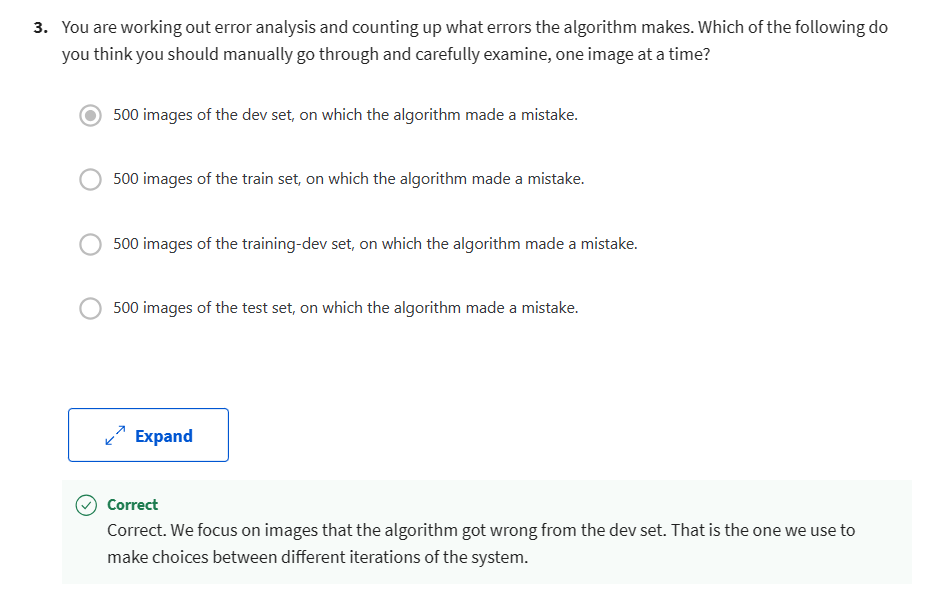 3. You are working out error analysis and counting up what errors the algorithm makes. Which of the following do
you think you should manually go through and carefully examine, one image at a time?
500 images of the dev set, on which the algorithm made a mistake.
500 images of the train set, on which the algorithm made a mistake.
500 images of the training-dev set, on which the algorithm made a mistake.
500 images of the test set, on which the algorithm made a mistake.
Expand
Correct
Correct. We focus on images that the algorithm got wrong from the dev set. That is the one we use to
make choices between different iterations of the system.